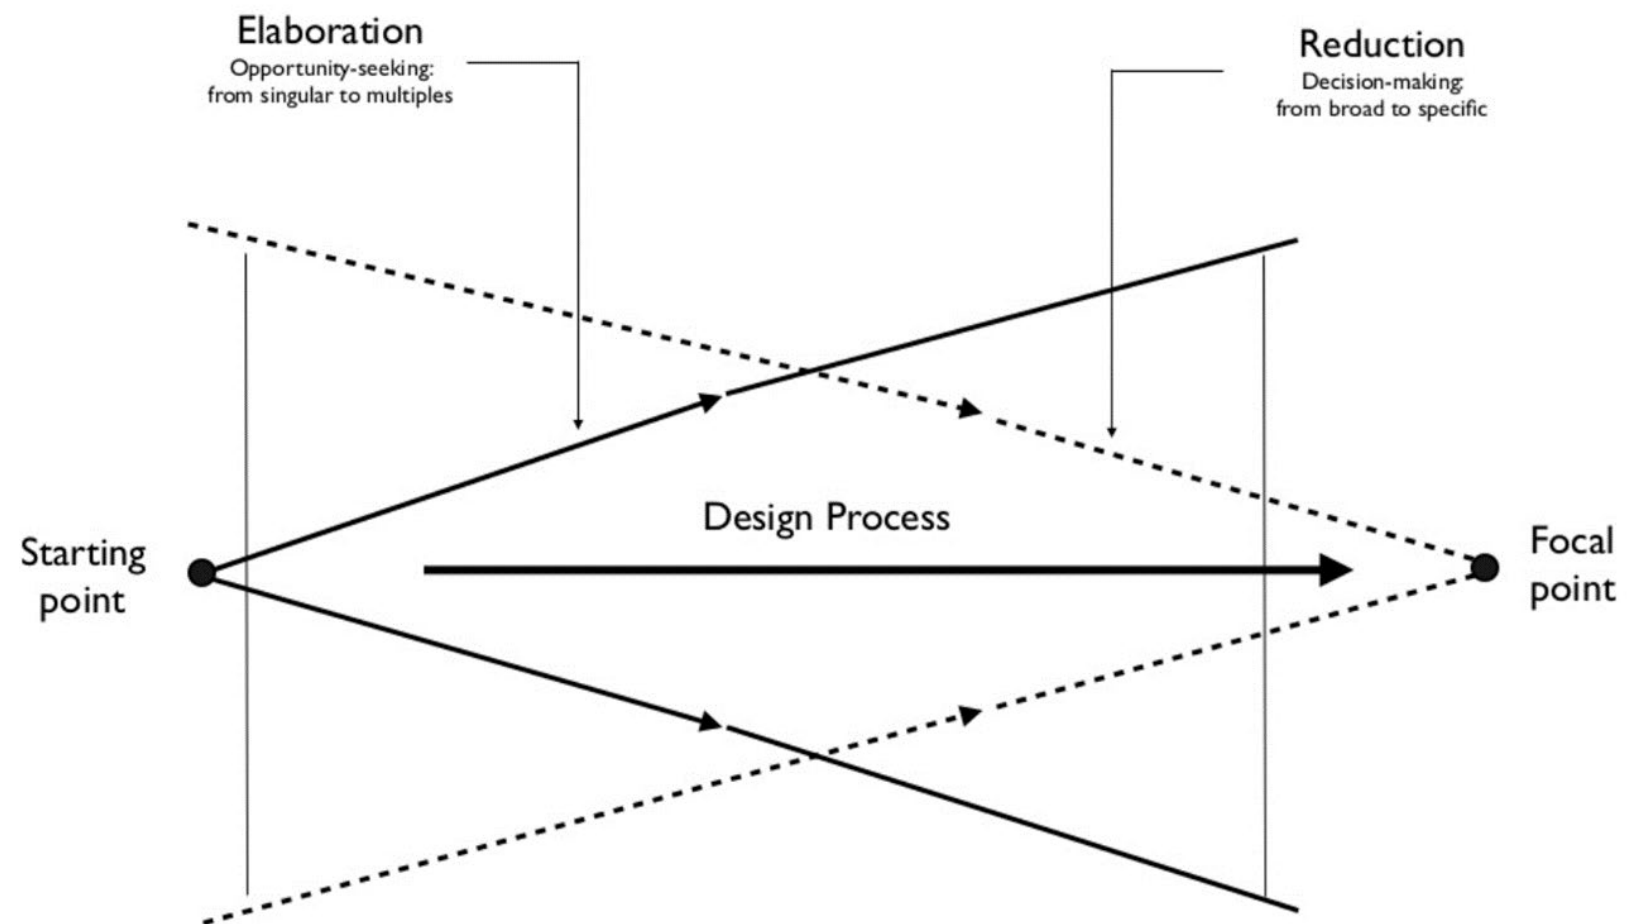 Elaboration
Opportunity-seeking:
from singular to multiples
Reduction
Decision-making:
from broad to specific
Design Process
Starting
point
Focal
point